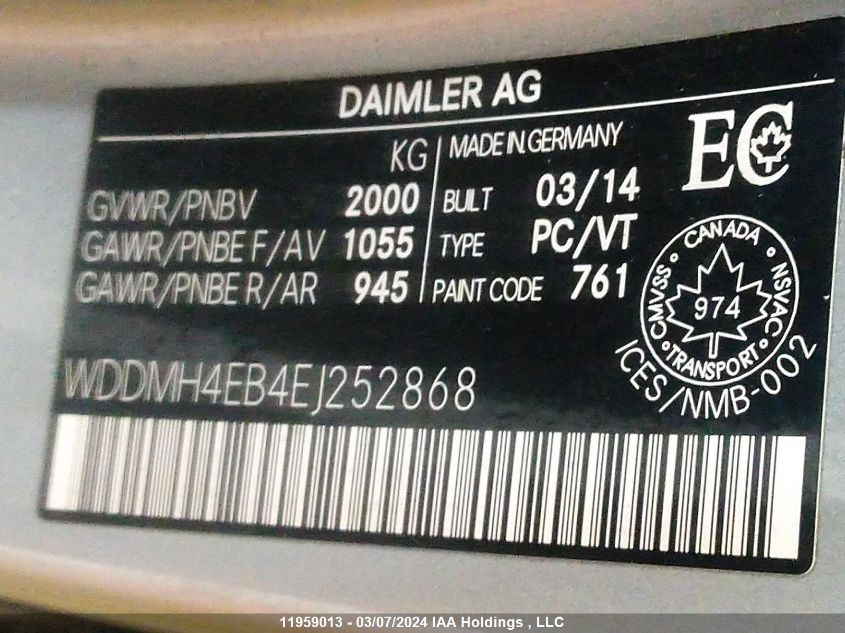 DAIMLER AG
KG
GVWR/PNBV 2000
GAWR/PNBE F/AV 1055
GAWR/PNBE R/AR 945
MADE IN GERMANY
BUILT 03/14
TYPE PC/VT
PAINT CODE 761
EC
CANADA
CMVSS
974
NSVAC
TRANSPORT
ICES/NMB-002
WDDMH4EB4EJ252868
11959013 - 03/07/2024 IAA Holdings , LLC